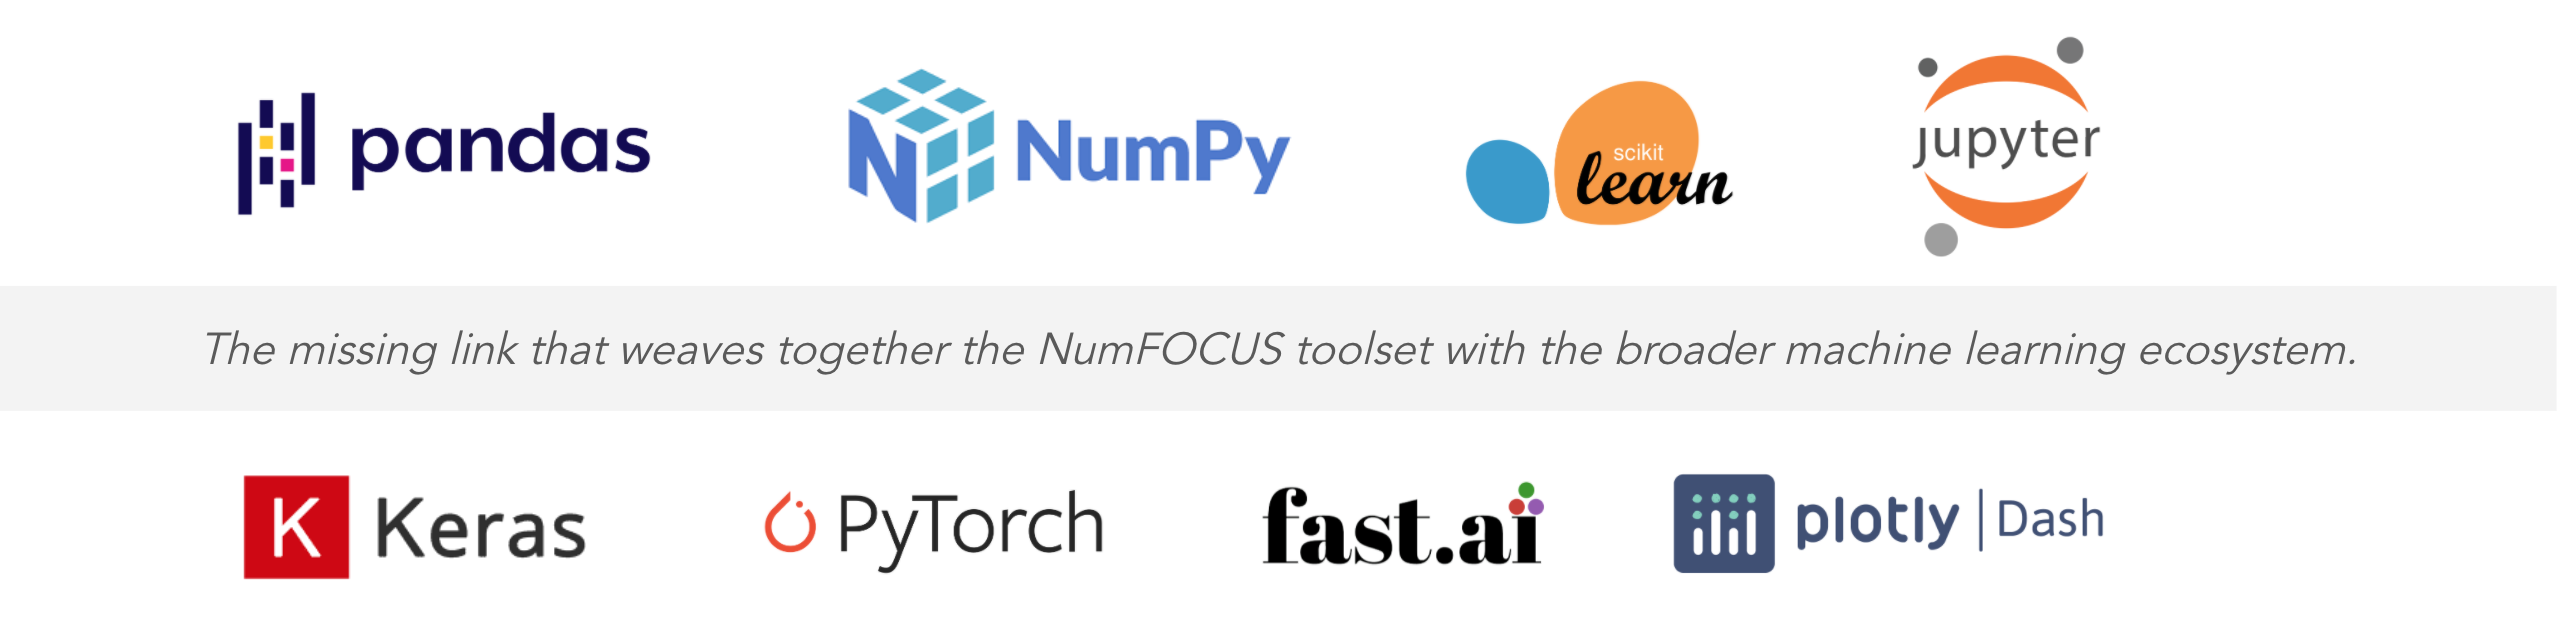 pandas
NumPy
scikit
learn
jupyter
The missing link that weaves together the NumFOCUS toolset with the broader machine learning ecosystem.
K Keras
PyTorch
fast.ai
plotly | Dash